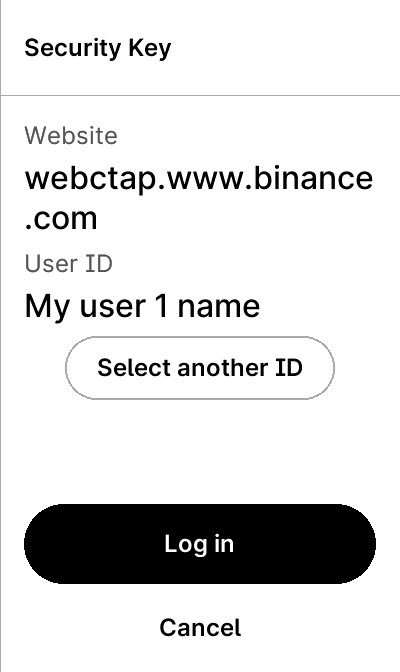 Security Key
Website
webctap.www.binance
.com
User ID
My user 1 name
Select another ID
Log in
Cancel